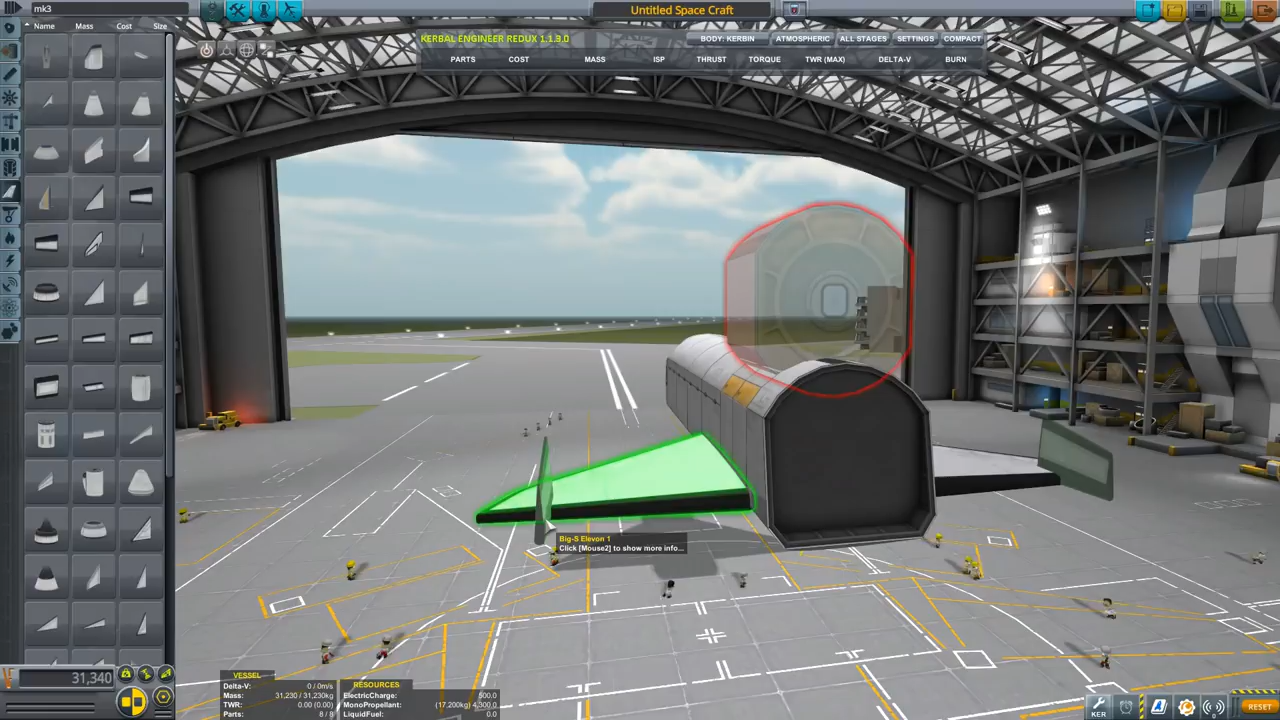 mk3
Untitled Space Craft
Name Mass Cost Size
KERBAL ENGINEER REDUX 1.1.3.0
BODY: KERBIN ATMOSPHERIC ALL STAGES SETTINGS COMPACT
PARTS COST MASS ISP THRUST TORQUE TWR (MAX) DELTA-V BURN
Big-S Elevon 1
Click [Mouse2] to show more info...
31,340
VESSEL
Delta-V: 0 / 0m/s
Mass: 31,230 / 31,230kg
TWR: 0.00 (0.00)
Parts: 8 / 8
RESOURCES
ElectricCharge: 500.0
MonoPropellant: (17,200kg) 4,300.0
LiquidFuel: 0.0
KER
RESET